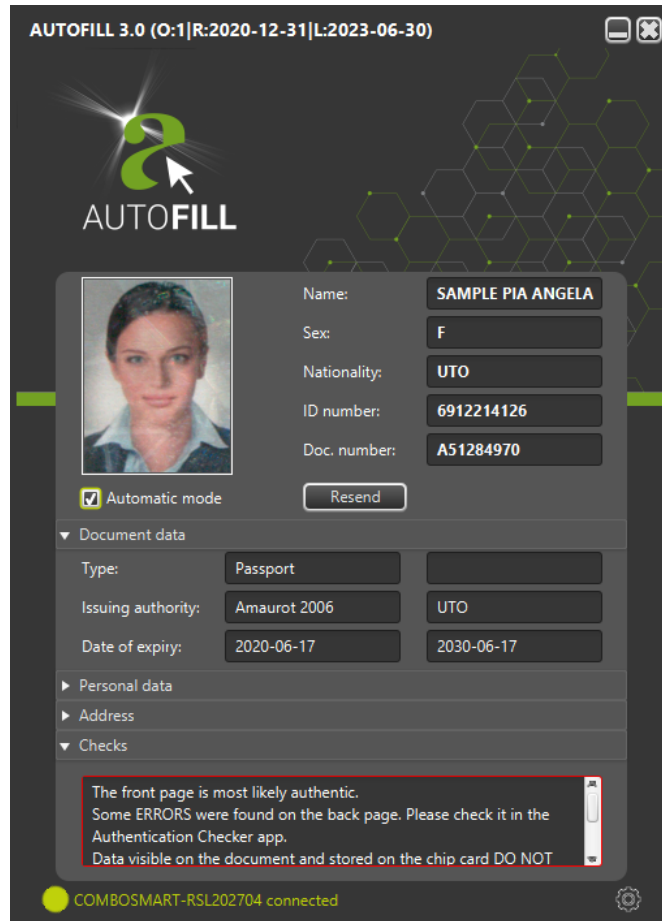 AUTOFILL 3.0 (O:1|R:2020-12-31|L:2023-06-30)
a
AUTOFILL
Name: SAMPLE PIA ANGELA
Sex: F
Nationality: UTO
ID number: 6912214126
Doc. number: A51284970
Automatic mode Resend
Document data
Type: Passport
Issuing authority: Amaurot 2006 UTO
Date of expiry: 2020-06-17 2030-06-17
Personal data
Address
Checks
The front page is most likely authentic.
Some ERRORS were found on the back page. Please check it in the
Authentication Checker app.
Data visible on the document and stored on the chip card DO NOT
COMBOSMART-RSL202704 connected